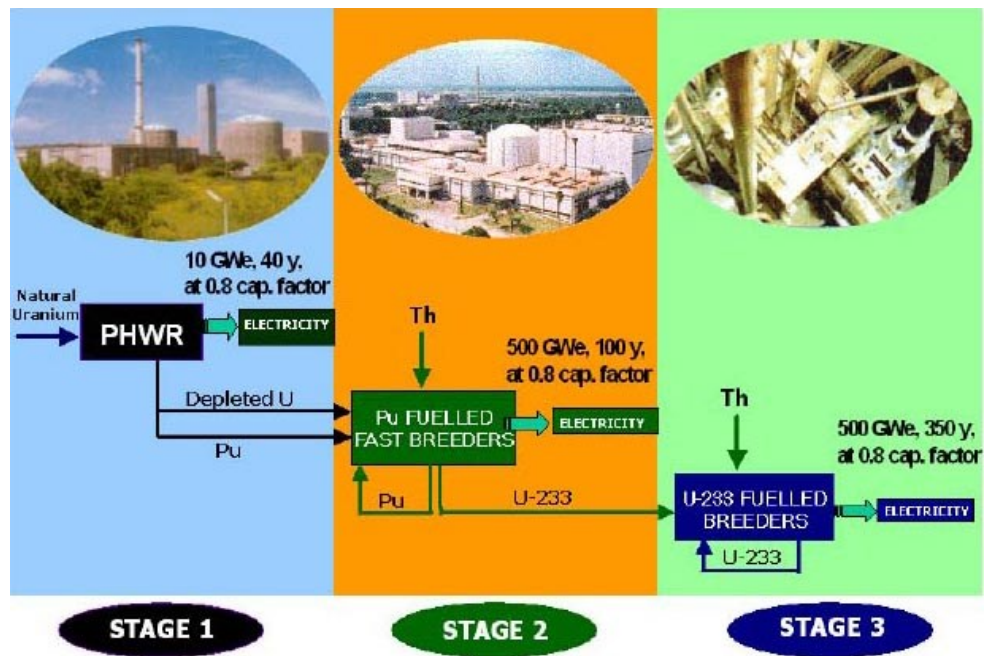 10 GWe, 40 y,
at 0.8 cap. factor
Natural
Uranium
PHWR
ELECTRICITY
Depleted U
Pu
Th
500 GWe, 100 y,
at 0.8 cap. factor
Pu FUELLED
FAST BREEDERS
ELECTRICITY
Pu
U-233
Th
500 GWe, 350 y,
at 0.8 cap. factor
U-233 FUELLED
BREEDERS
ELECTRICITY
U-233
STAGE 1
STAGE 2
STAGE 3